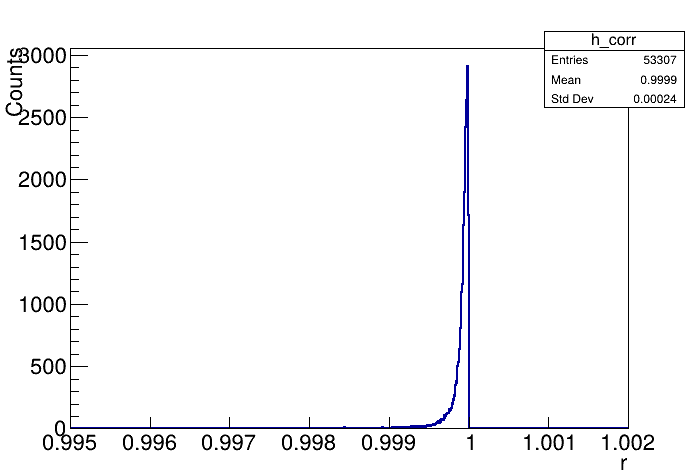 h_corr
Entries 53307
Mean 0.9999
Std Dev 0.00024
Counts
3000
2500
2000
1500
1000
500
0
0.995 0.996 0.997 0.998 0.999 1 1.001 1.002
r